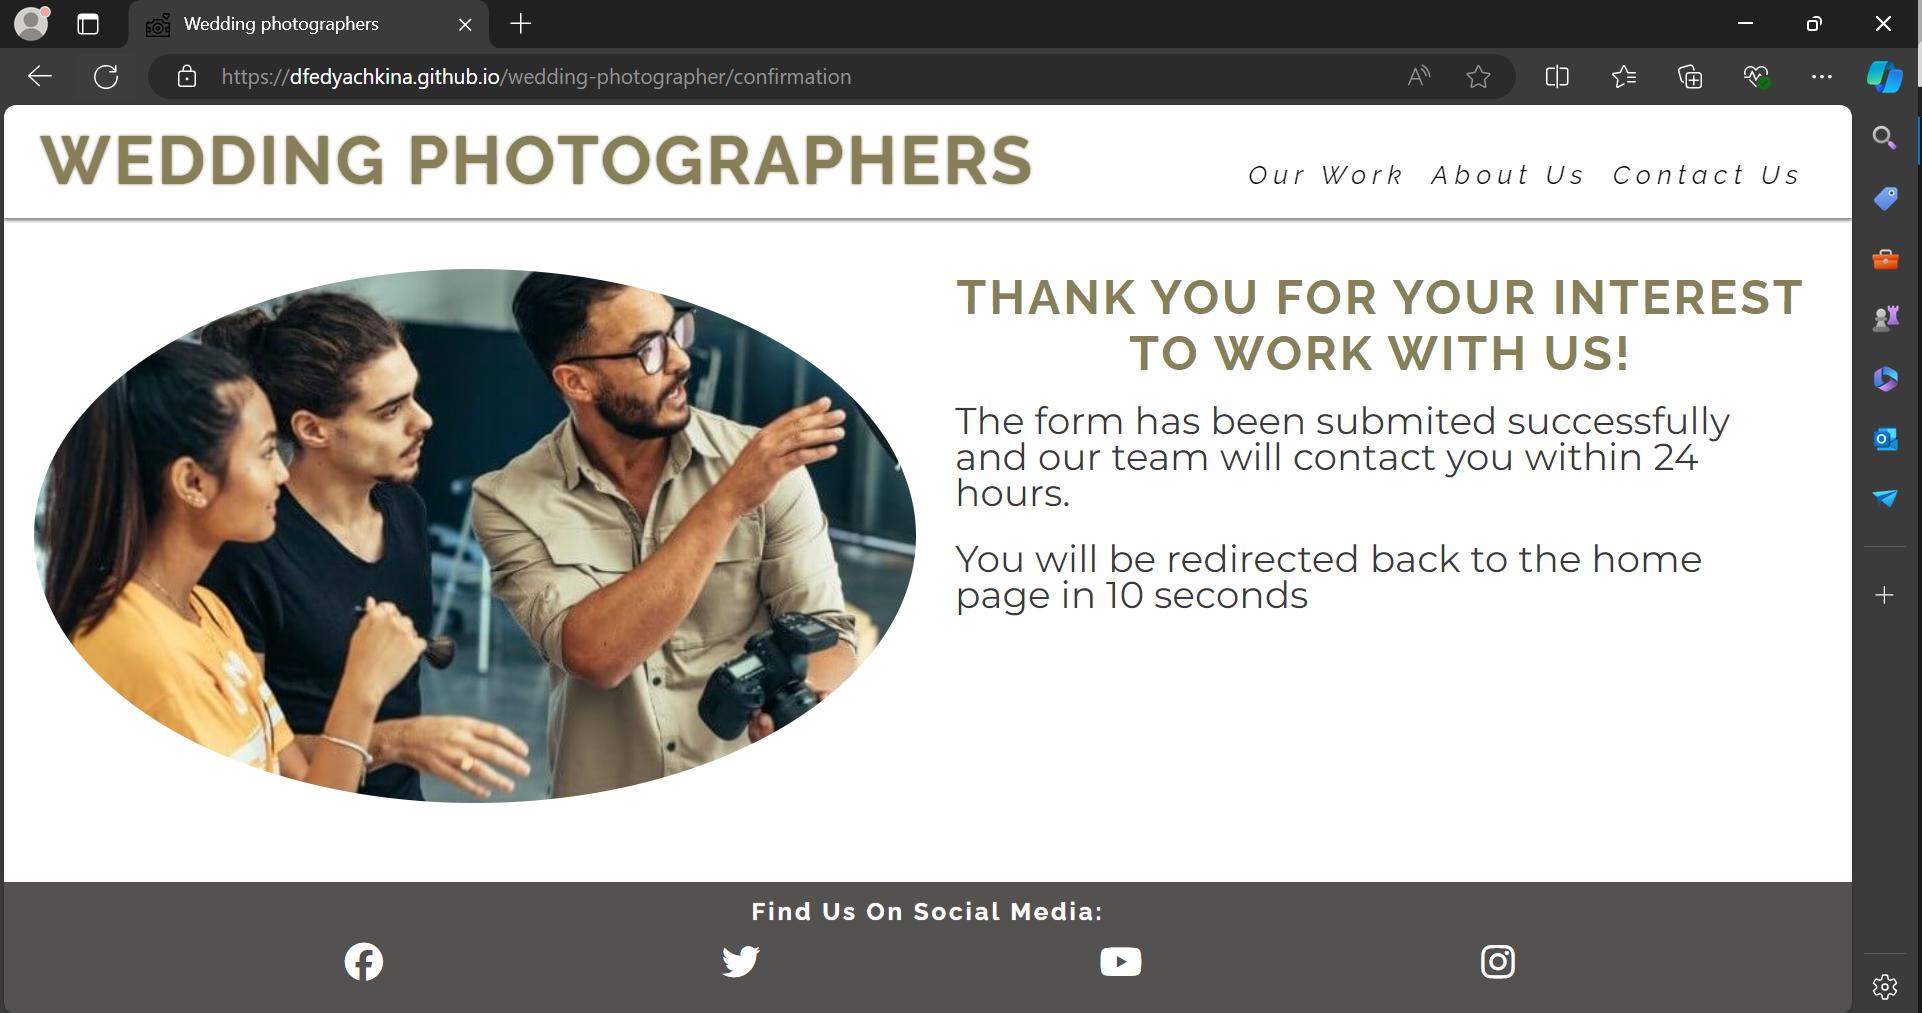 Wedding photographers
https://dfedyachkina.github.io/wedding-photographer/confirmation
WEDDING PHOTOGRAPHERS
Our Work About Us Contact Us
THANK YOU FOR YOUR INTEREST
TO WORK WITH US!
The form has been submited successfully
and our team will contact you within 24
hours.
You will be redirected back to the home
page in 10 seconds
Find Us On Social Media: